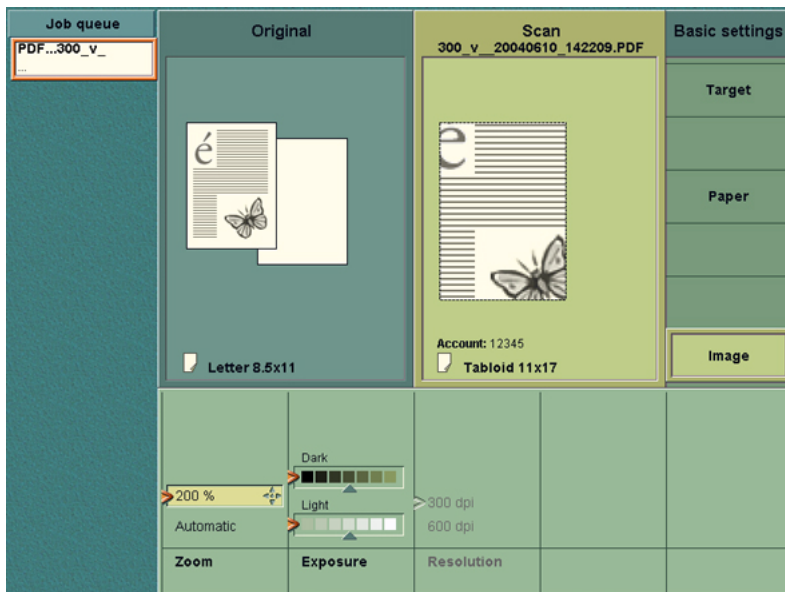 Job queue
PDF...300_v_
...
Original
é
Letter 8.5x11
Scan
300_v__20040610_142209.PDF
e
Account: 12345
Tabloid 11x17
Basic settings
Target
Paper
Image
200 %
Automatic
Zoom
Dark
Light
Exposure
300 dpi
600 dpi
Resolution